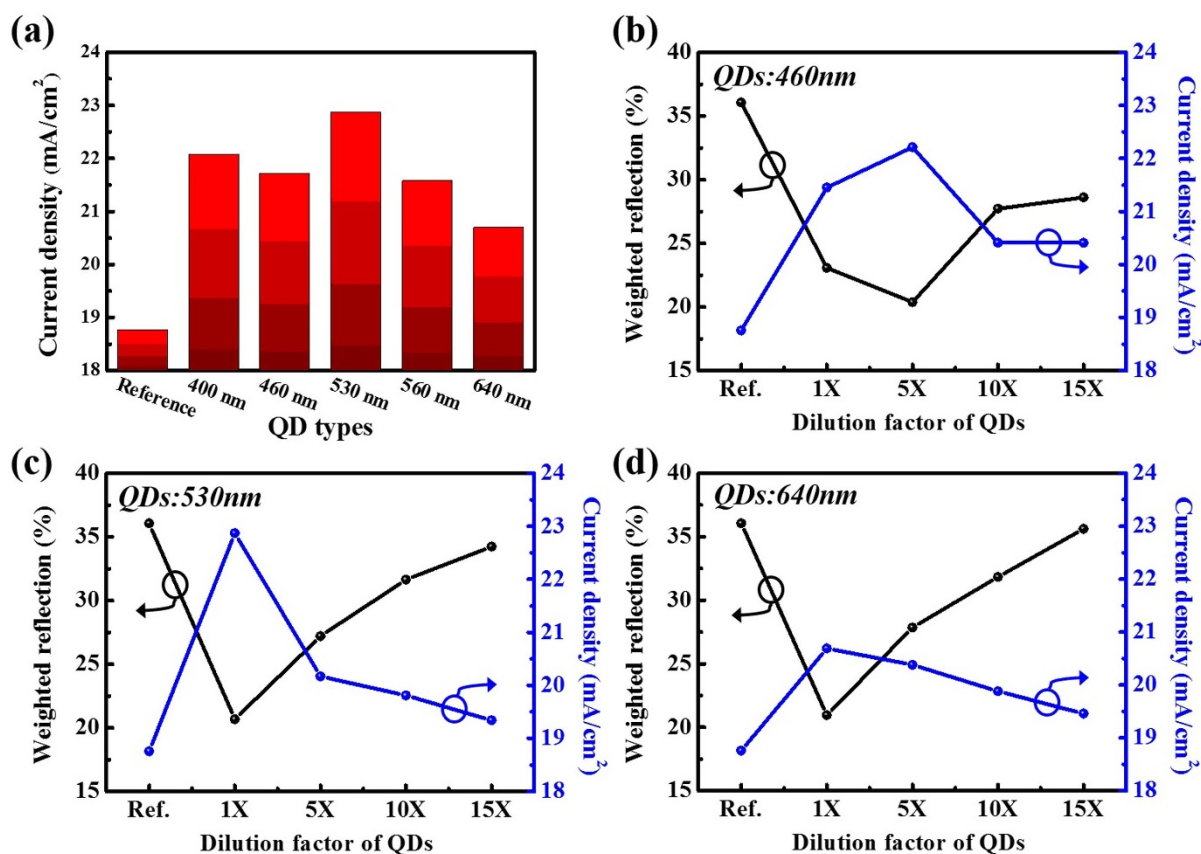 (a)
Current density (mA/cm²)
24
23
22
21
20
19
18
Reference
400 nm
460 nm
530 nm
560 nm
640 nm
QD types
(b)
QDs:460nm
Weighted reflection (%)
40
35
30
25
20
15
Current density (mA/cm²)
24
23
22
21
20
19
18
Ref. 1X 5X 10X 15X
Dilution factor of QDs
(c)
QDs:530nm
Weighted reflection (%)
40
35
30
25
20
15
Current density (mA/cm²)
24
23
22
21
20
19
18
Ref. 1X 5X 10X 15X
Dilution factor of QDs
(d)
QDs:640nm
Weighted reflection (%)
40
35
30
25
20
15
Current density (mA/cm²)
24
23
22
21
20
19
18
Ref. 1X 5X 10X 15X
Dilution factor of QDs